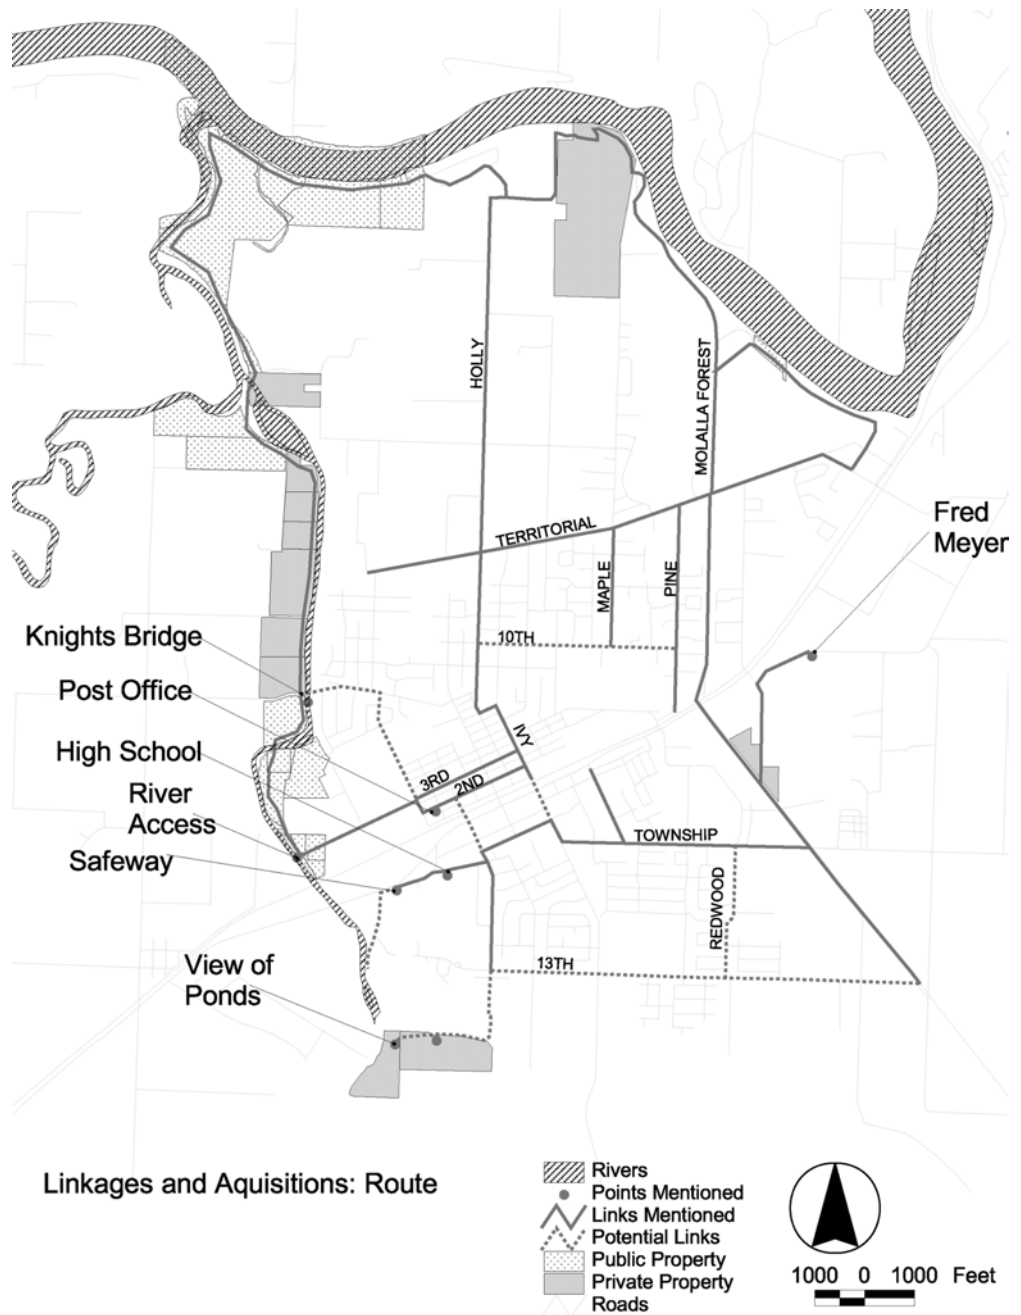 HOLLY
MOLALLA FOREST
TERRITORIAL
MAPLE
PINE
Fred
Meyer
10TH
Knights Bridge
Post Office
High School
River
Access
Safeway
IVY
3RD
2ND
TOWNSHIP
REDWOOD
13TH
View of
Ponds
Linkages and Aquisitions: Route
Rivers
Points Mentioned
Links Mentioned
Potential Links
Public Property
Private Property
Roads
1000 0 1000 Feet